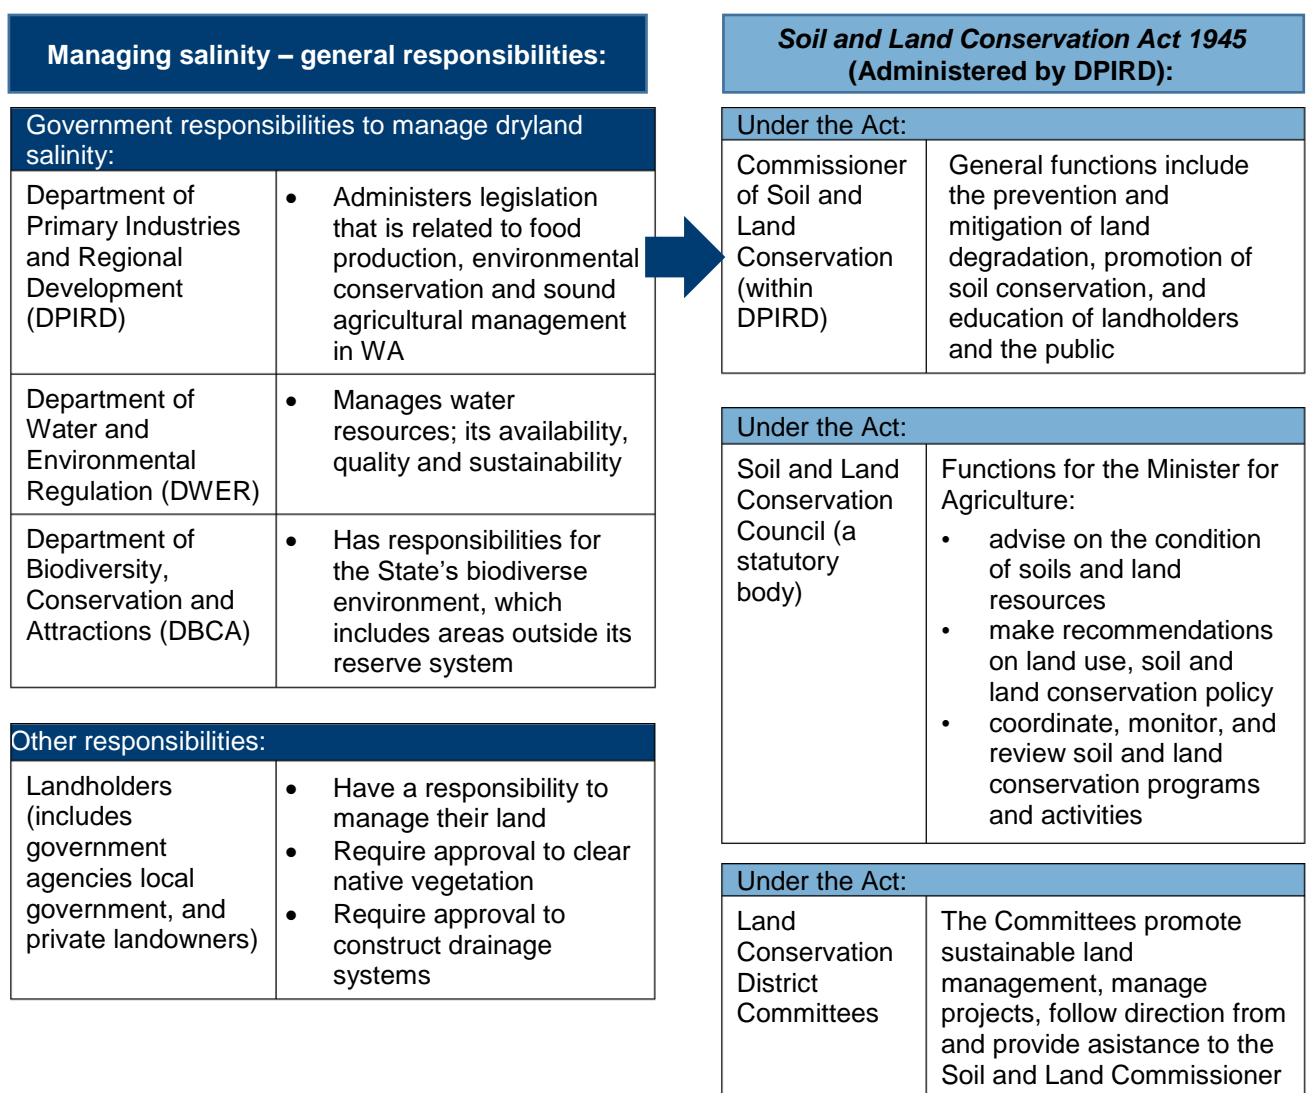 Managing salinity – general responsibilities:
Government responsibilities to manage dryland
salinity:
Department of
Primary Industries
and Regional
Development
(DPIRD)
• Administers legislation
that is related to food
production, environmental
conservation and sound
agricultural management
in WA
Department of
Water and
Environmental
Regulation (DWER)
• Manages water
resources; its availability,
quality and sustainability
Department of
Biodiversity,
Conservation and
Attractions (DBCA)
• Has responsibilities for
the State’s biodiverse
environment, which
includes areas outside its
reserve system
Other responsibilities:
Landholders
(includes
government
agencies local
government, and
private landowners)
• Have a responsibility to
manage their land
• Require approval to clear
native vegetation
• Require approval to
construct drainage
systems
Soil and Land Conservation Act 1945
(Administered by DPIRD):
Under the Act:
Commissioner
of Soil and
Land
Conservation
(within
DPIRD)
General functions include
the prevention and
mitigation of land
degradation, promotion of
soil conservation, and
education of landholders
and the public
Under the Act:
Soil and Land
Conservation
Council (a
statutory
body)
Functions for the Minister for
Agriculture:
• advise on the condition
of soils and land
resources
• make recommendations
on land use, soil and
land conservation policy
• coordinate, monitor, and
review soil and land
conservation programs
and activities
Under the Act:
Land
Conservation
District
Committees
The Committees promote
sustainable land
management, manage
projects, follow direction from
and provide asistance to the
Soil and Land Commissioner